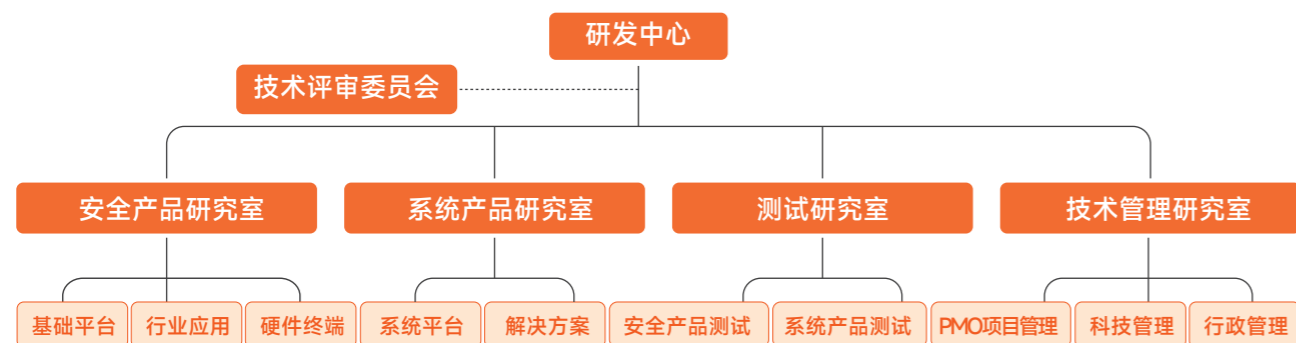 研发中心
技术评审委员会
安全产品研究室 系统产品研究室 测试研究室 技术管理研究室
基础平台 行业应用 硬件终端 系统平台 解决方案 安全产品测试 系统产品测试 PMO项目管理 科技管理 行政管理